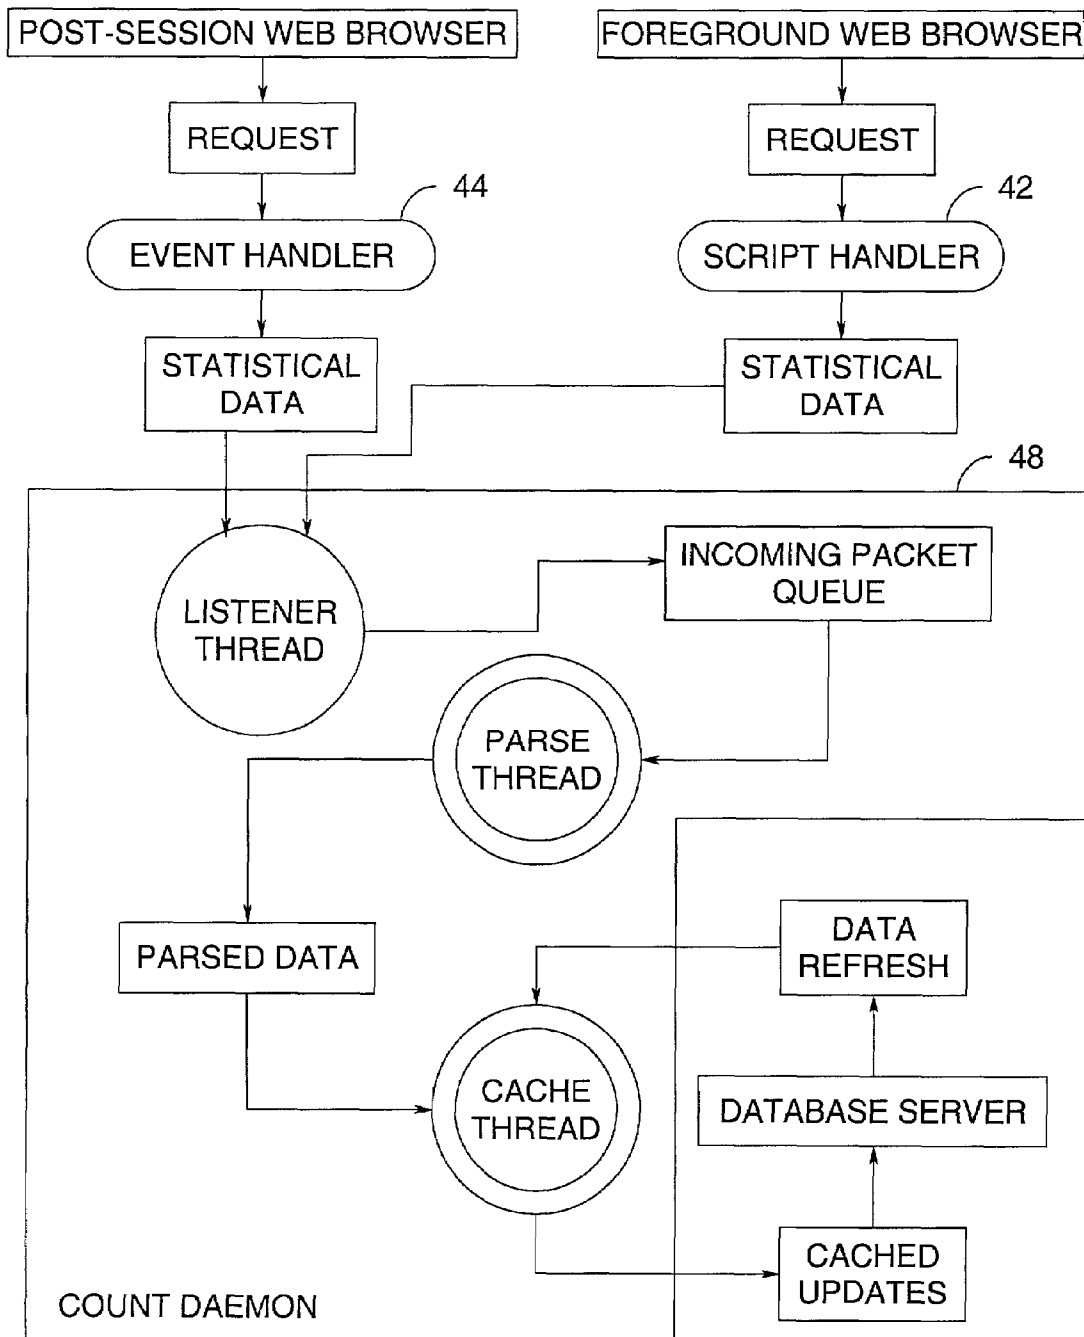 POST-SESSION WEB BROWSER
FOREGROUND WEB BROWSER
REQUEST
REQUEST
44
42
EVENT HANDLER
SCRIPT HANDLER
STATISTICAL
DATA
STATISTICAL
DATA
48
LISTENER
THREAD
INCOMING PACKET
QUEUE
PARSE
THREAD
PARSED DATA
DATA
REFRESH
CACHE
THREAD
DATABASE SERVER
CACHED
UPDATES
COUNT DAEMON